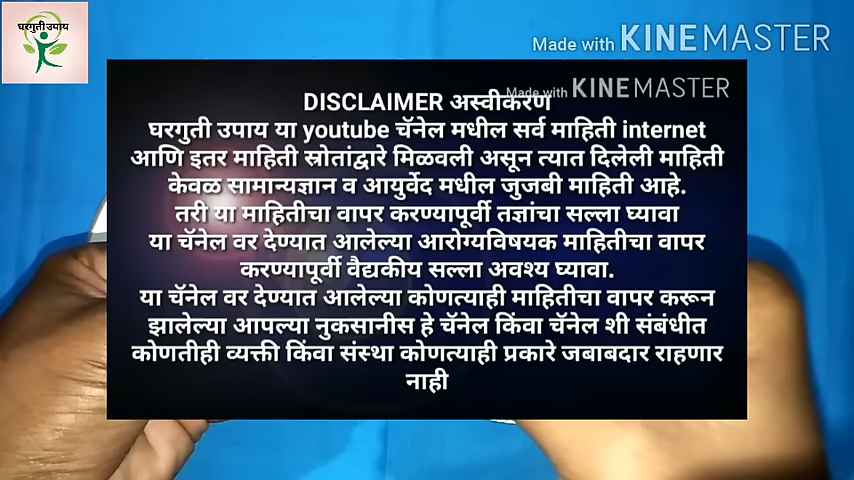 घरगुती उपाय
Made with KINEMASTER
Made with KINEMASTER
DISCLAIMER अस्वीकरण
घरगुती उपाय या youtube चॅनेल मधील सर्व माहिती internet
आणि इतर माहिती स्रोतांद्वारे मिळवली असून त्यात दिलेली माहिती
केवळ सामान्यज्ञान व आयुर्वेद मधील जुजबी माहिती आहे.
तरी या माहितीचा वापर करण्यापूर्वी तज्ञांचा सल्ला घ्यावा
या चॅनेल वर देण्यात आलेल्या आरोग्यविषयक माहितीचा वापर
करण्यापूर्वी वैद्यकीय सल्ला अवश्य घ्यावा.
या चॅनेल वर देण्यात आलेल्या कोणत्याही माहितीचा वापर करून
झालेल्या आपल्या नुकसानीस हे चॅनेल किंवा चॅनेल शी संबंधीत
कोणतीही व्यक्ती किंवा संस्था कोणत्याही प्रकारे जबाबदार राहणार
नाही